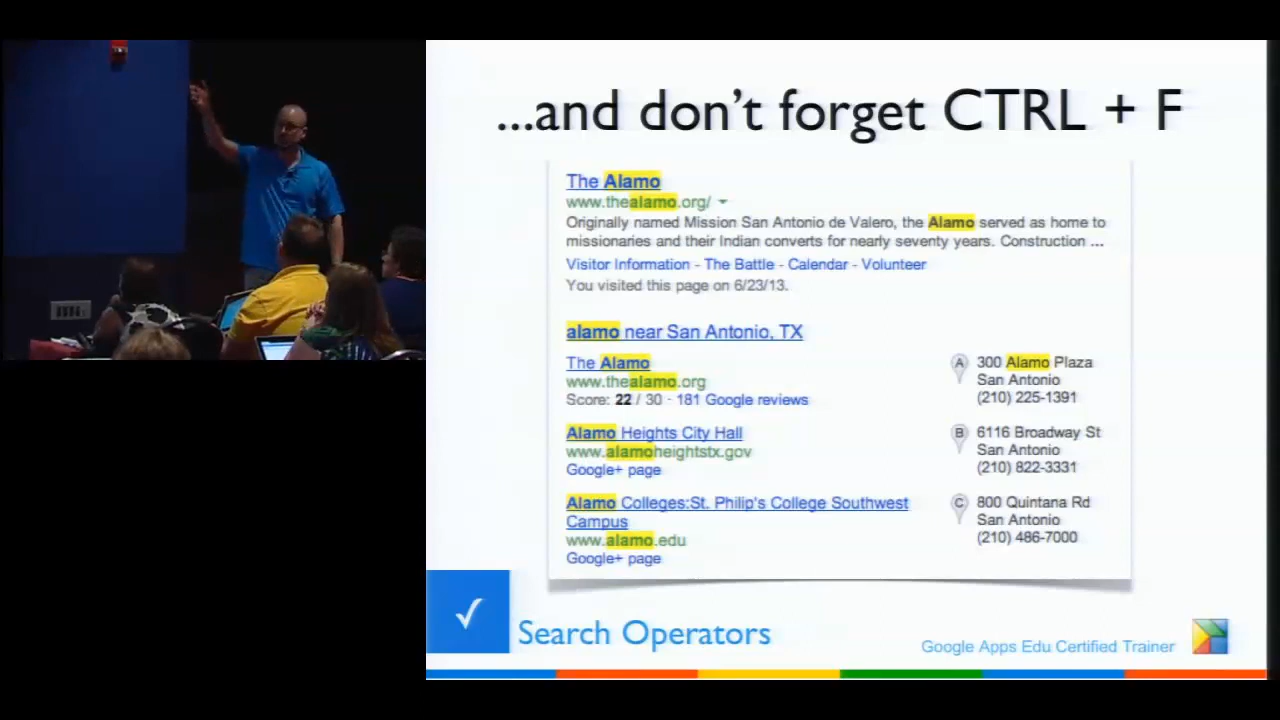 ...and don't forget CTRL + F
The Alamo
www.thealamo.org/
Originally named Mission San Antonio de Valero, the Alamo served as home to
missionaries and their Indian converts for nearly seventy years. Construction ...
Visitor Information - The Battle - Calendar - Volunteer
You visited this page on 6/23/13.
alamo near San Antonio, TX
The Alamo
www.thealamo.org
Score: 22 / 30 · 181 Google reviews
A 300 Alamo Plaza
San Antonio
(210) 225-1391
Alamo Heights City Hall
www.alamoheightstx.gov
Google+ page
B 6116 Broadway St
San Antonio
(210) 822-3331
Alamo Colleges:St. Philip's College Southwest
Campus
www.alamo.edu
Google+ page
C 800 Quintana Rd
San Antonio
(210) 486-7000
Search Operators
Google Apps Edu Certified Trainer